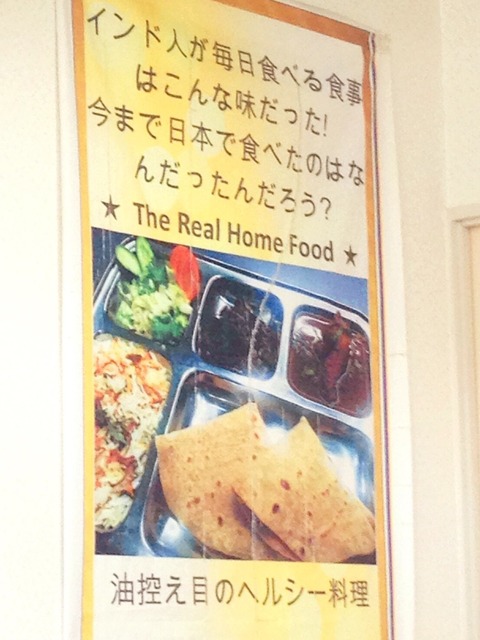 インド人が毎日食べる食事
はこんな味だった!
今まで日本で食べたのはな
んだったんだろう?
★ The Real Home Food ★
油控え目のヘルシー料理